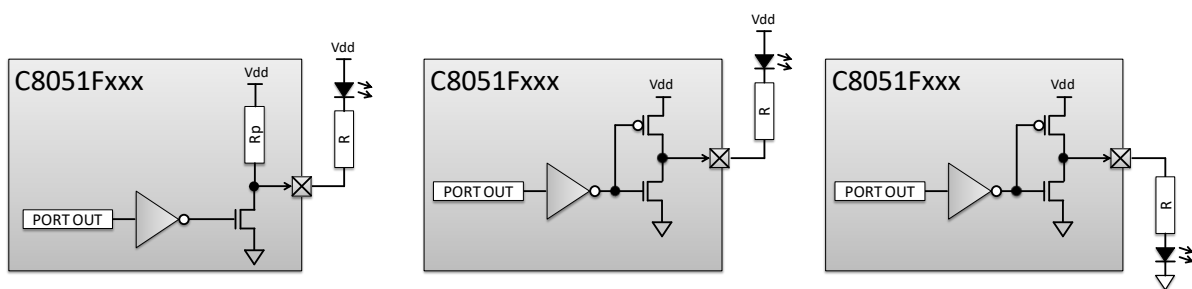 C8051Fxxx
Vdd
Rp
PORT OUT
Vdd
R
C8051Fxxx
Vdd
PORT OUT
Vdd
R
C8051Fxxx
Vdd
PORT OUT
R